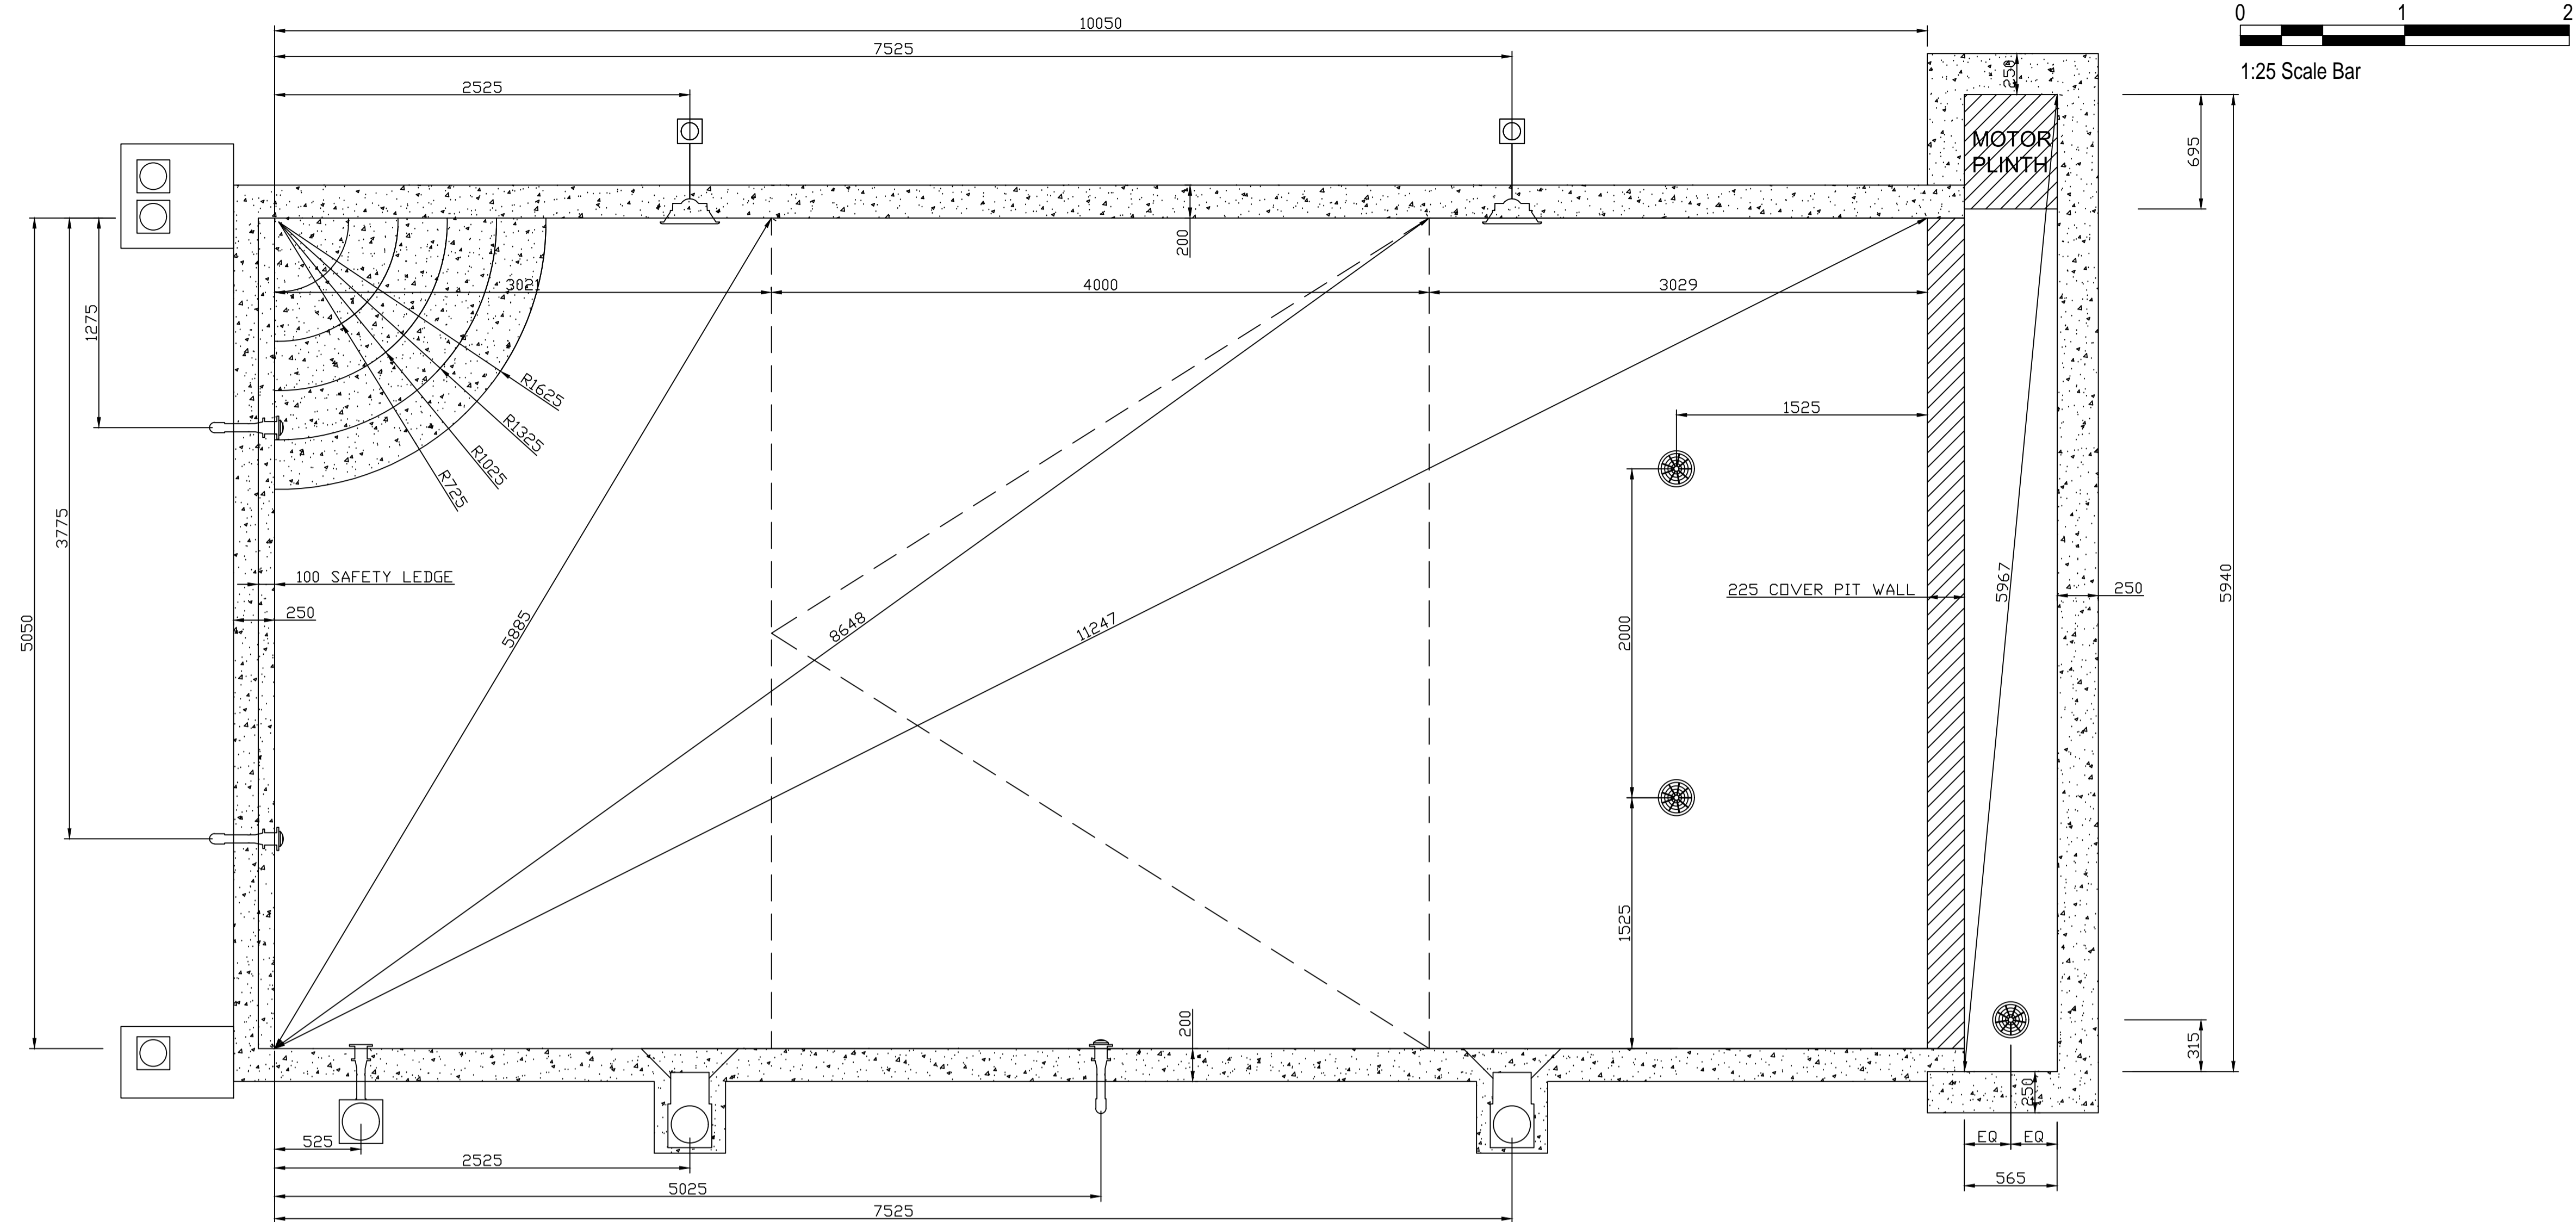 0 1 2
1:25 Scale Bar
10050
7525
2525
250
MOTOR
PLINTH
695
200
3021
4000
3029
1275
R1625
R1325
R1025
R725
1525
3775
100 SAFETY LEDGE
250
5050
5885
8648
11247
2000
225 COVER PIT WALL
5967
250
5940
1525
200
315
250
525
2525
5025
7525
EQ EQ
565